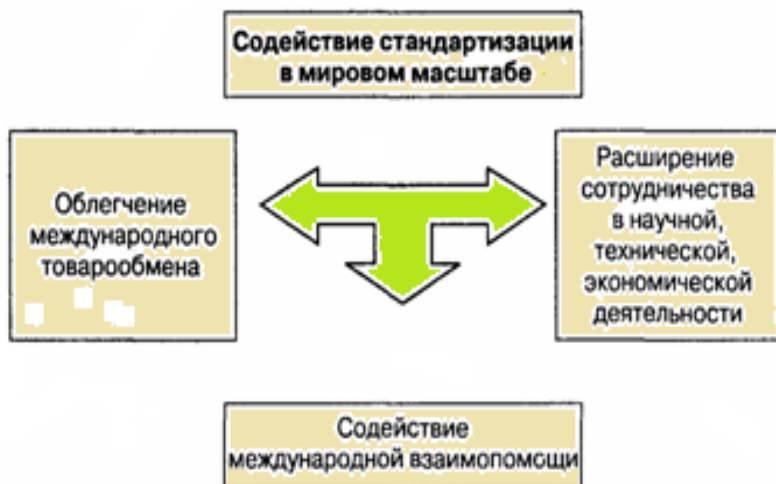 Содействие стандартизации
в мировом масштабе
Облегчение
международного
товарообмена
Расширение
сотрудничества
в научной,
технической,
экономической
деятельности
Содействие
международной взаимопомощи